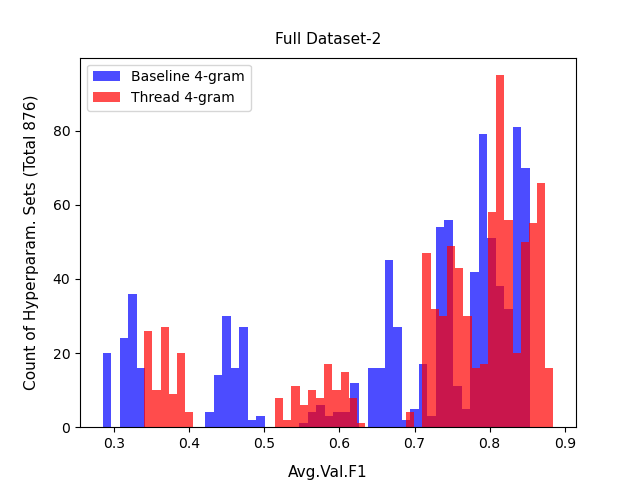 Full Dataset-2
Baseline 4-gram
Thread 4-gram
Count of Hyperparam. Sets (Total 876)
80
60
40
20
0
0.3 0.4 0.5 0.6 0.7 0.8 0.9
Avg.Val.F1